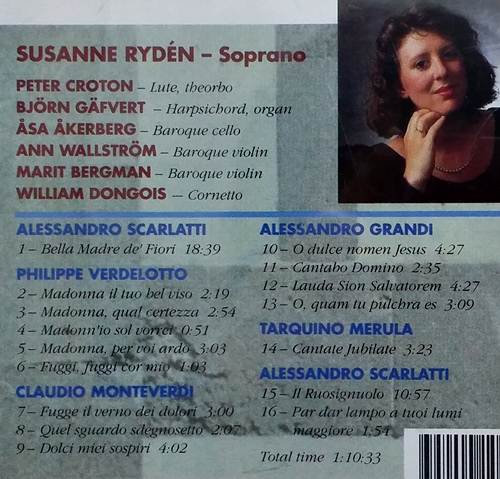 SUSANNE RYDÉN – Soprano
PETER CROTON – Lute, theorbo
BJÖRN GÄFVERT – Harpsichord, organ
ÅSA ÅKERBERG – Baroque cello
ANN WALLSTRÖM – Baroque violin
MARIT BERGMAN – Baroque violin
WILLIAM DONGOIS – Cornetto
ALESSANDRO SCARLATTI
1 – Bella Madre de' Fiori 18:39
PHILIPPE VERDELOTTO
2 – Madonna il tuo bel viso 2:19
3 – Madonna, qual certezza 2:54
4 – Madonn'io sol vorrei 0:51
5 – Madonna, per voi ardo 3:03
6 – Fuggi, fuggi cor mio 1:03
CLAUDIO MONTEVERDI
7 – Fugge il verno dei dolori 3:00
8 – Quel sguardo sdegnosetto 2:07
9 – Dolci miei sospiri 4:02
ALESSANDRO GRANDI
10 – O dulce nomen Jesus 4:27
11 – Cantabo Domino 2:35
12 – Lauda Sion Salvatorem 4:27
13 – O, quam tu pulchra es 3:09
TARQUINO MERULA
14 – Cantate Jubilate 3:23
ALESSANDRO SCARLATTI
15 – Il Ruosignuolo 10:57
16 – Par dar lampo a tuoi lumi
maggiore 1:54
Total time 1:10:33